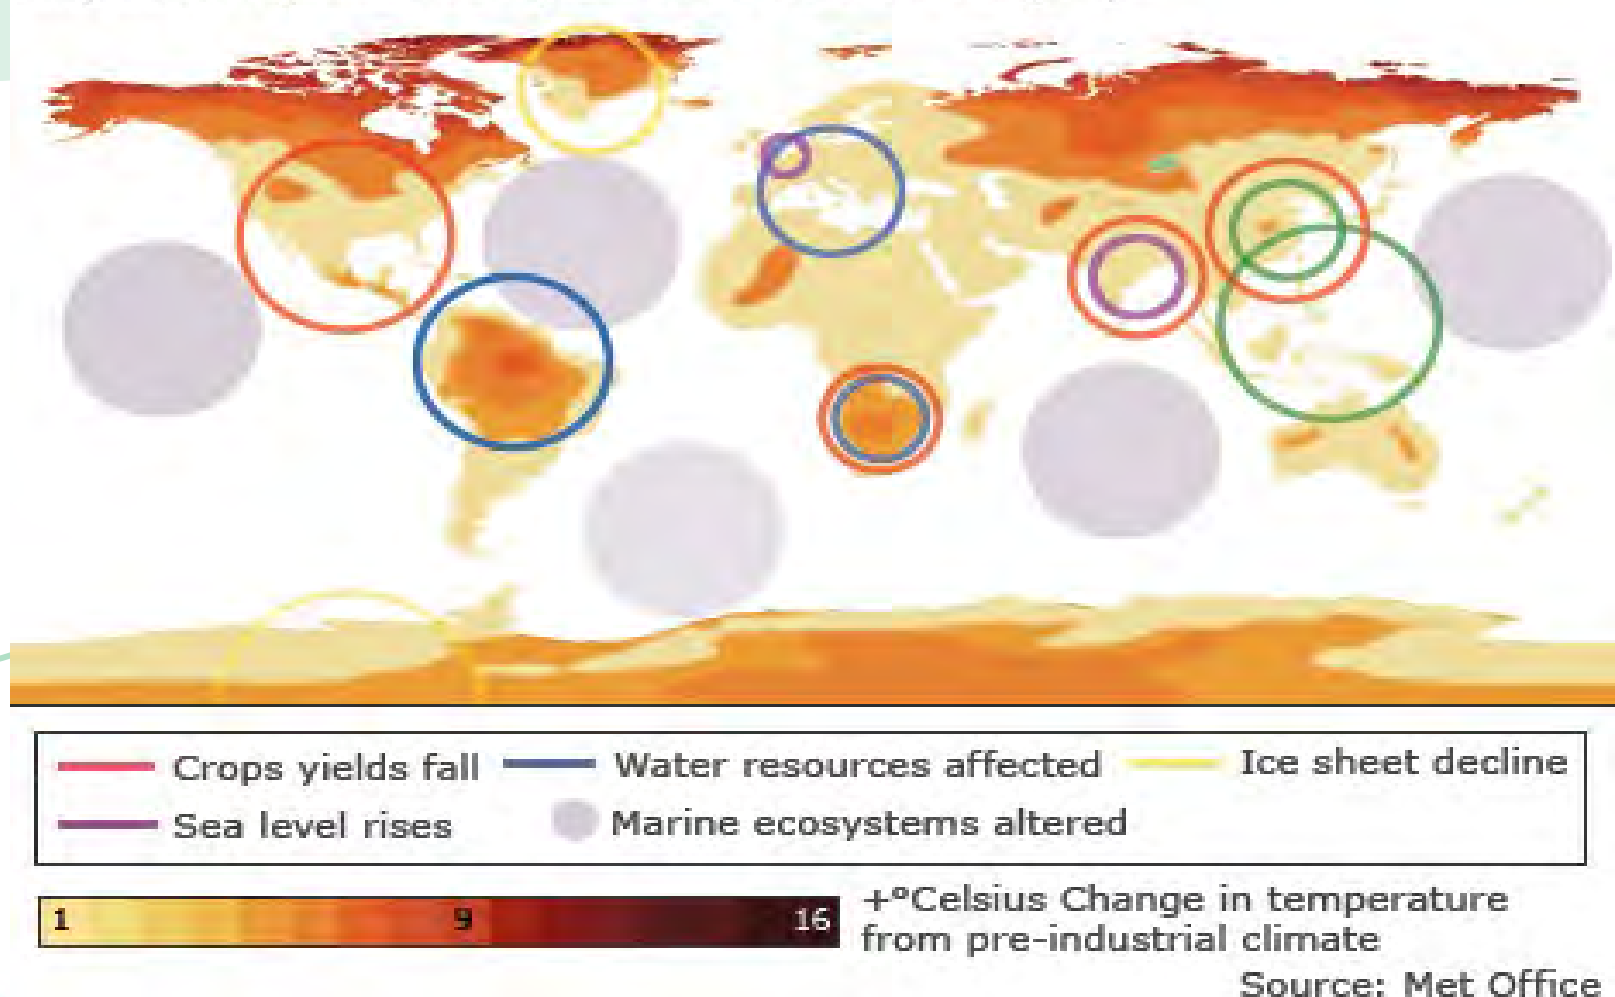 Crops yields fall
Water resources affected
Ice sheet decline
Sea level rises
Marine ecosystems altered
1 9 16
+°Celsius Change in temperature
from pre-industrial climate
Source: Met Office